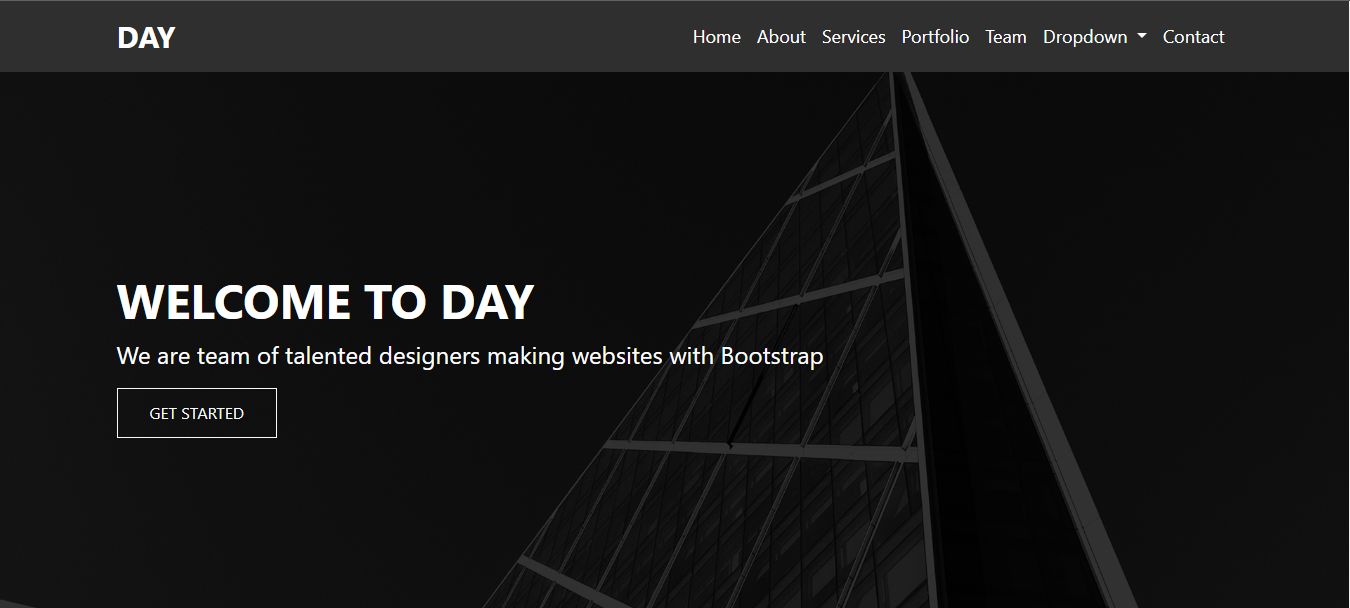 DAY
Home About Services Portfolio Team Dropdown Contact
WELCOME TO DAY
We are team of talented designers making websites with Bootstrap
GET STARTED